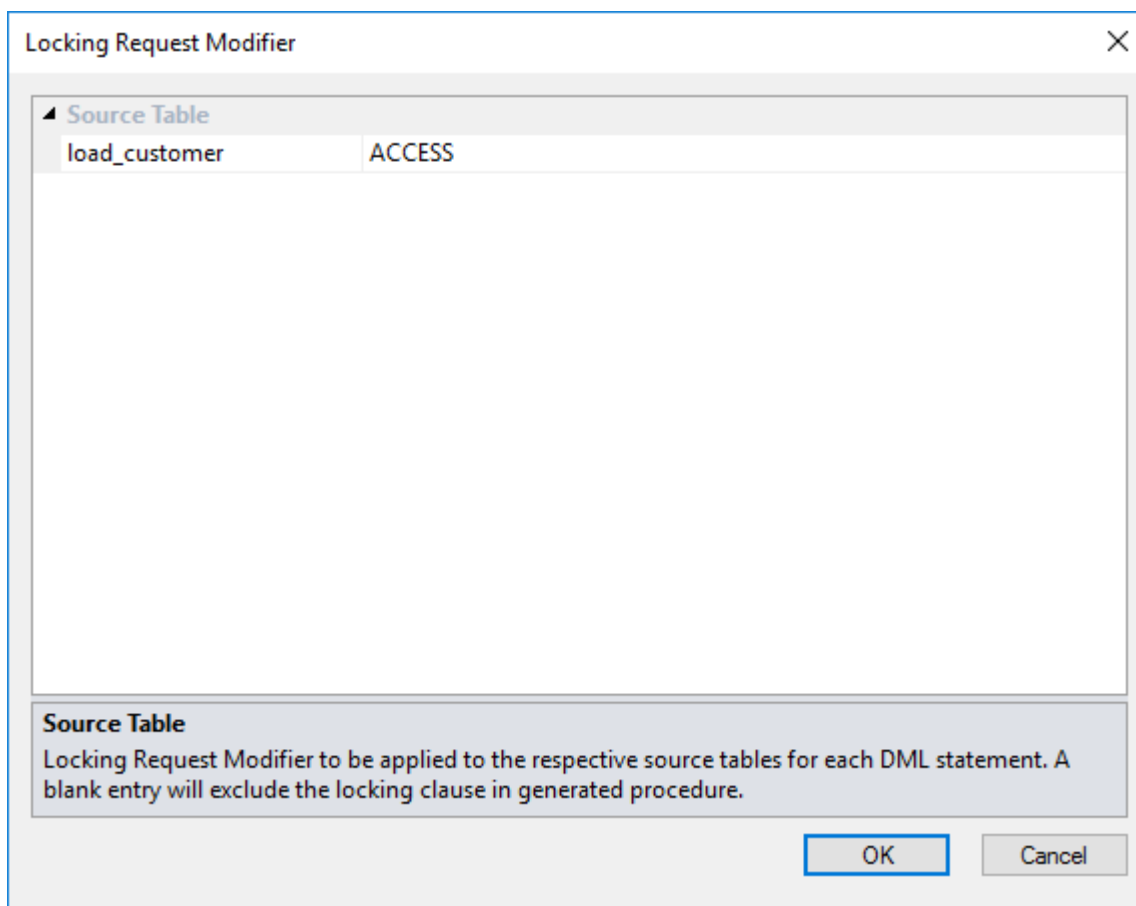 Locking Request Modifier
Source Table
load_customer ACCESS
Source Table
Locking Request Modifier to be applied to the respective source tables for each DML statement. A
blank entry will exclude the locking clause in generated procedure.
OK Cancel